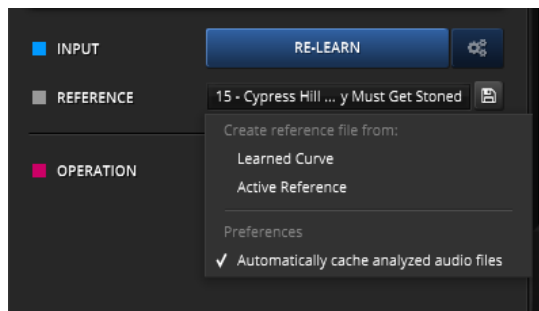 INPUT
RE-LEARN
REFERENCE
15 - Cypress Hill ... y Must Get Stoned
Create reference file from:
Learned Curve
OPERATION
Active Reference
Preferences
✓ Automatically cache analyzed audio files